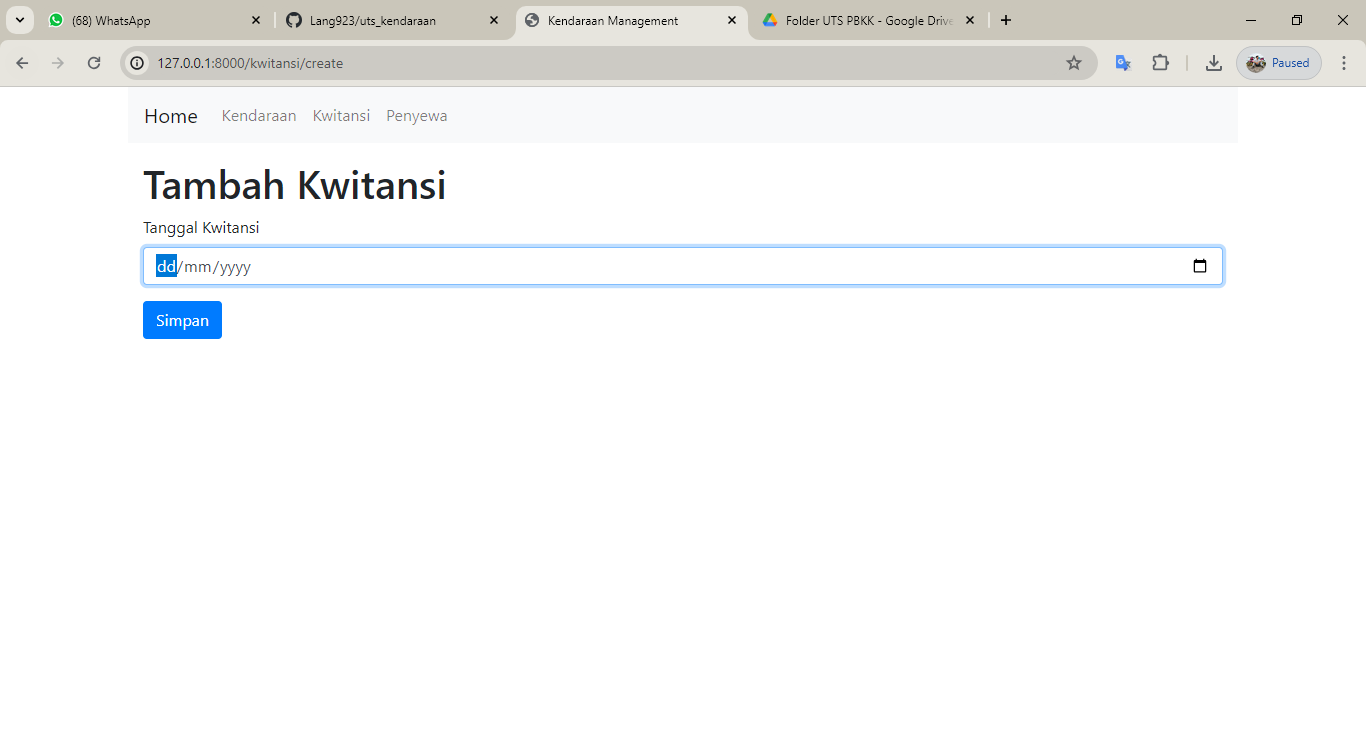 (68) WhatsApp
Lang923/uts_kendaraan
Kendaraan Management
Folder UTS PBKK - Google Drive
127.0.0.1:8000/kwitansi/create
Paused
Home
Kendaraan
Kwitansi
Penyewa
Tambah Kwitansi
Tanggal Kwitansi
dd/mm/yyyy
Simpan